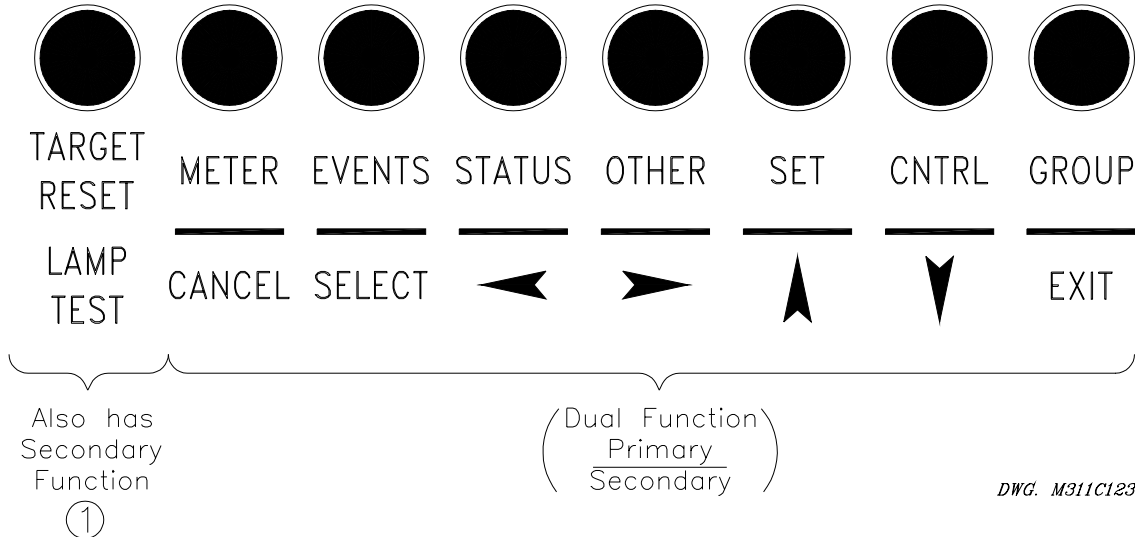 TARGET
RESET
METER EVENTS STATUS OTHER SET CNTRL GROUP
LAMP
TEST
CANCEL SELECT EXIT
Also has
Secondary
Function
1
(Dual Function
Primary
Secondary)
DWG. M311C123